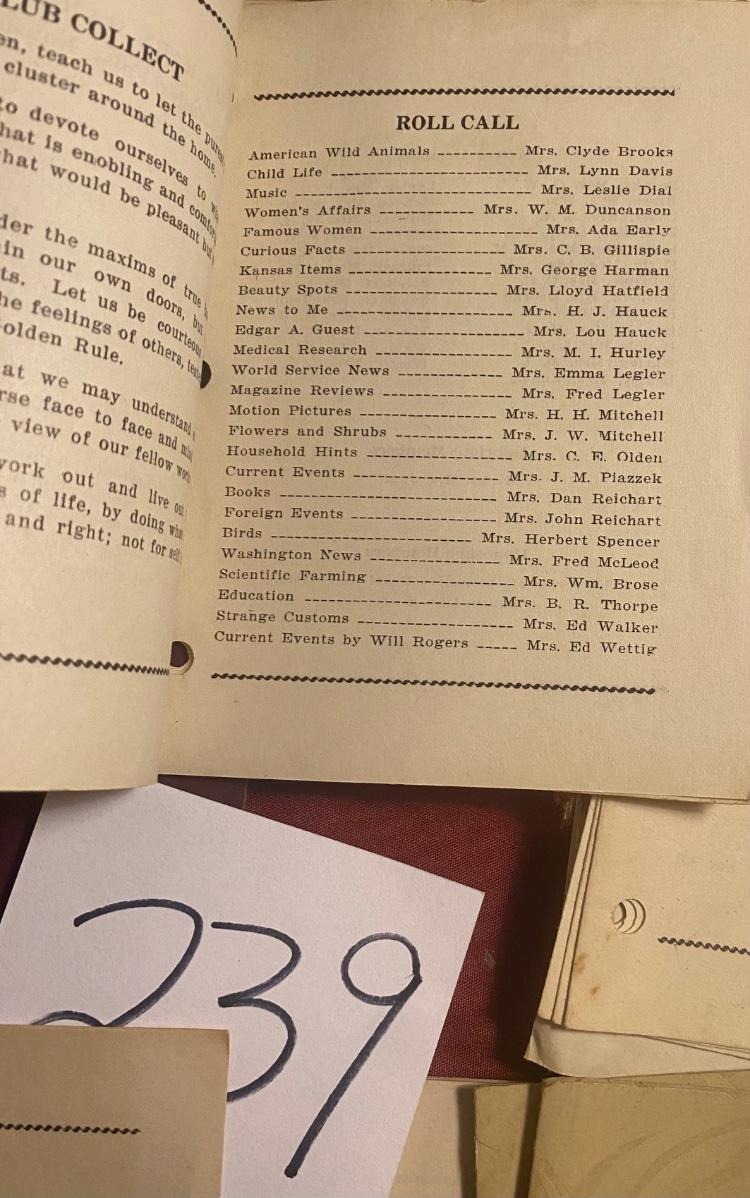 LUB COLLECT
en, teach us to let the
cluster around the home.
to devote ourselves to
hat is enobling and
that would be pleasant but
der the maxims of true
in our own doors, but
ts. Let us be courteous
he feelings of others,
olden Rule.
at we may understand
rse face to face and
view of our fellow
work out and live out
s of life, by doing what
and right; not for self
ROLL CALL
American Wild Animals ---------- Mrs. Clyde Brooks
Child Life ------------------------- Mrs. Lynn Davis
Music ------------------------------ Mrs. Leslie Dial
Women's Affairs ------------ Mrs. W. M. Duncanson
Famous Women ----------------------- Mrs. Ada Early
Curious Facts -------------------- Mrs. C. B. Gillispie
Kansas Items ------------------ Mrs. George Harman
Beauty Spots ------------------- Mrs. Lloyd Hatfield
News to Me ---------------------- Mrs. H. J. Hauck
Edgar A. Guest -------------------- Mrs. Lou Hauck
Medical Research ----------------- Mrs. M. I. Hurley
World Service News -------------- Mrs. Emma Legler
Magazine Reviews ---------------- Mrs. Fred Legler
Motion Pictures ----------------- Mrs. H. H. Mitchell
Flowers and Shrubs ------------ Mrs. J. W. Mitchell
Household Hints ------------------ Mrs. C. E. Olden
Current Events ------------------- Mrs. J. M. Piazzek
Books --------------------------- Mrs. Dan Reichart
Foreign Events ---------------- Mrs. John Reichart
Birds -------------------------- Mrs. Herbert Spencer
Washington News --------------- Mrs. Fred McLeod
Scientific Farming ----------------- Mrs. Wm. Brose
Education ------------------------ Mrs. B. R. Thorpe
Strange Customs -------------------- Mrs. Ed Walker
Current Events by Will Rogers ----- Mrs. Ed Wettig
239